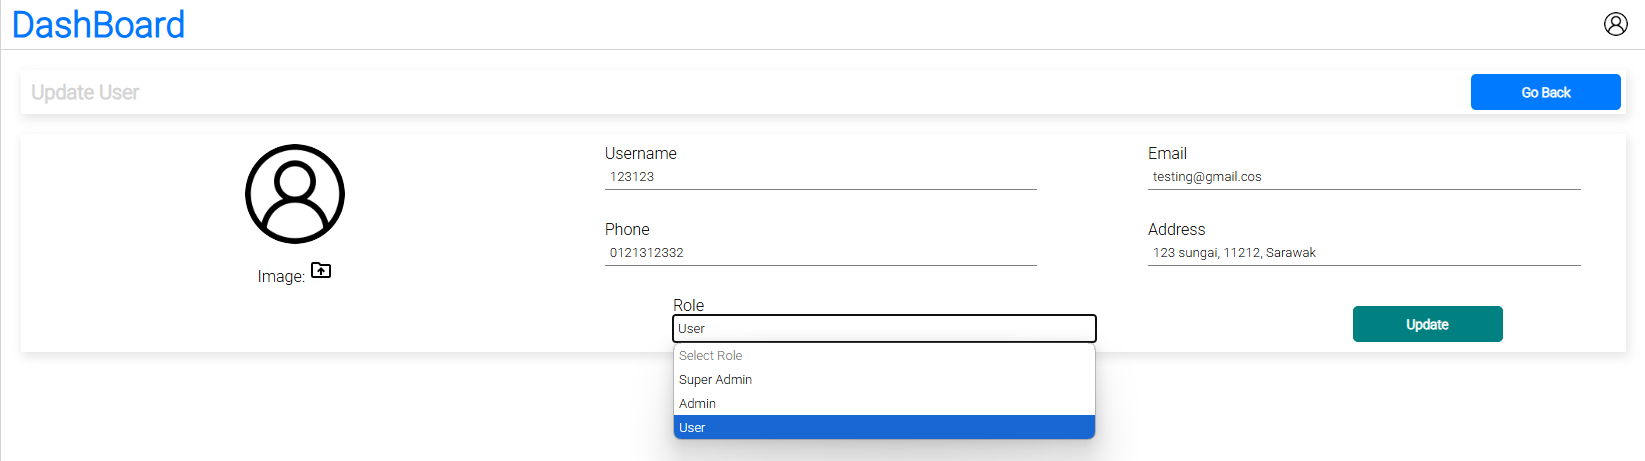 DashBoard
Update User
Go Back
Username
123123
Email
testing@gmail.cos
Phone
0121312332
Address
123 sungai, 11212, Sarawak
Image:
Role
User
Update
Select Role
Super Admin
Admin
User